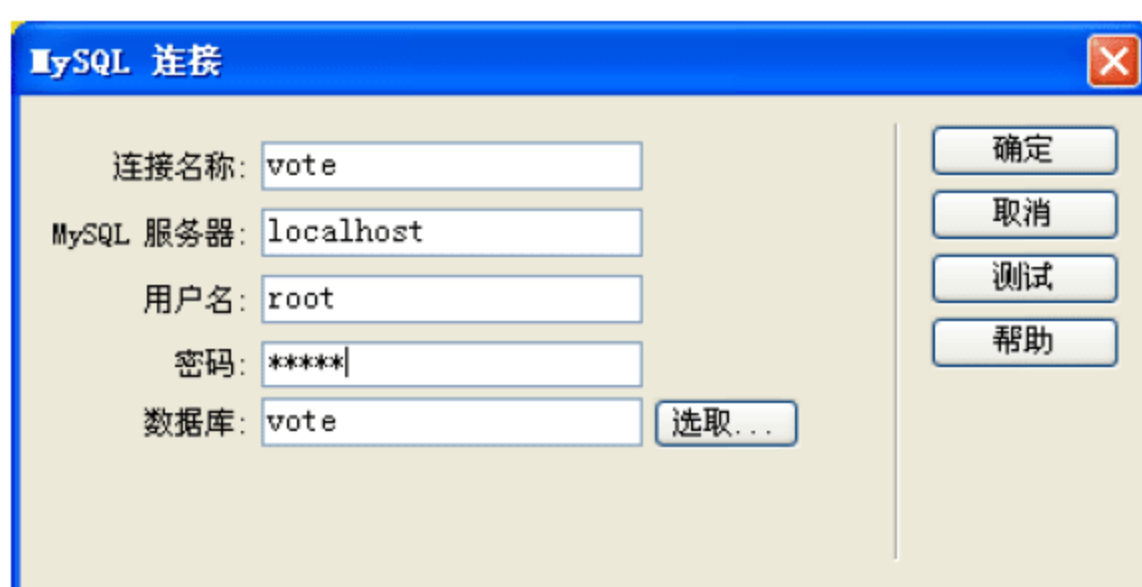 MySQL 连接
连接名称: vote
MySQL 服务器: localhost
用户名: root
密码: *****
数据库: vote 选取...
确定
取消
测试
帮助